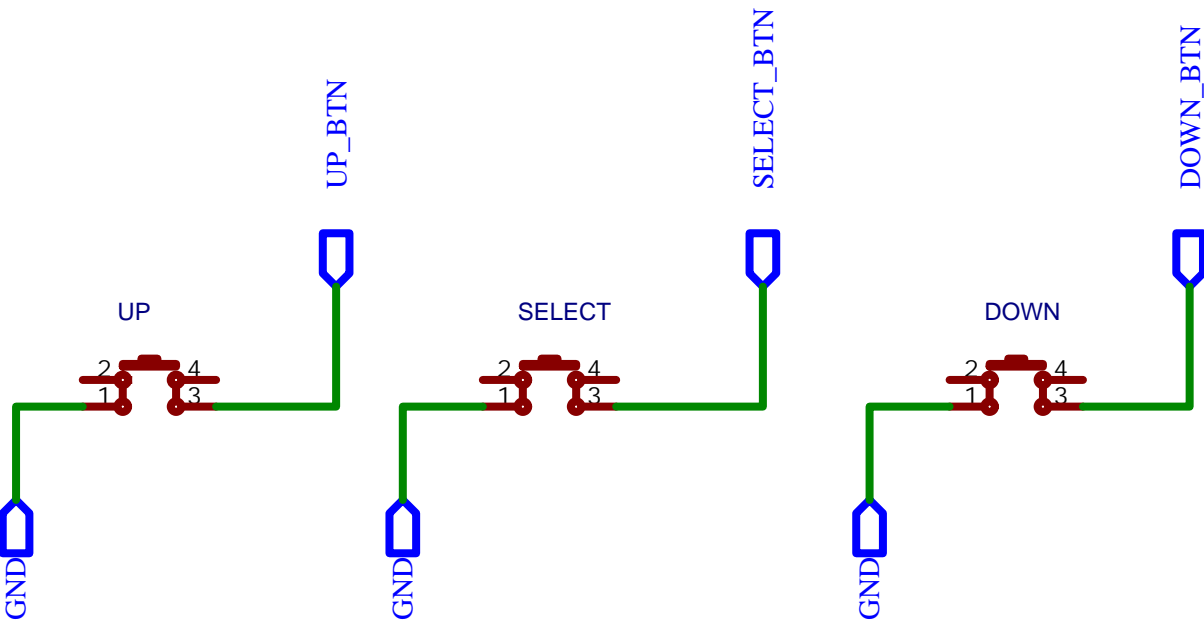 UP_BTN
SELECT_BTN
DOWN_BTN
UP
SELECT
DOWN
2 4
1 3
2 4
1 3
2 4
1 3
GND
GND
GND